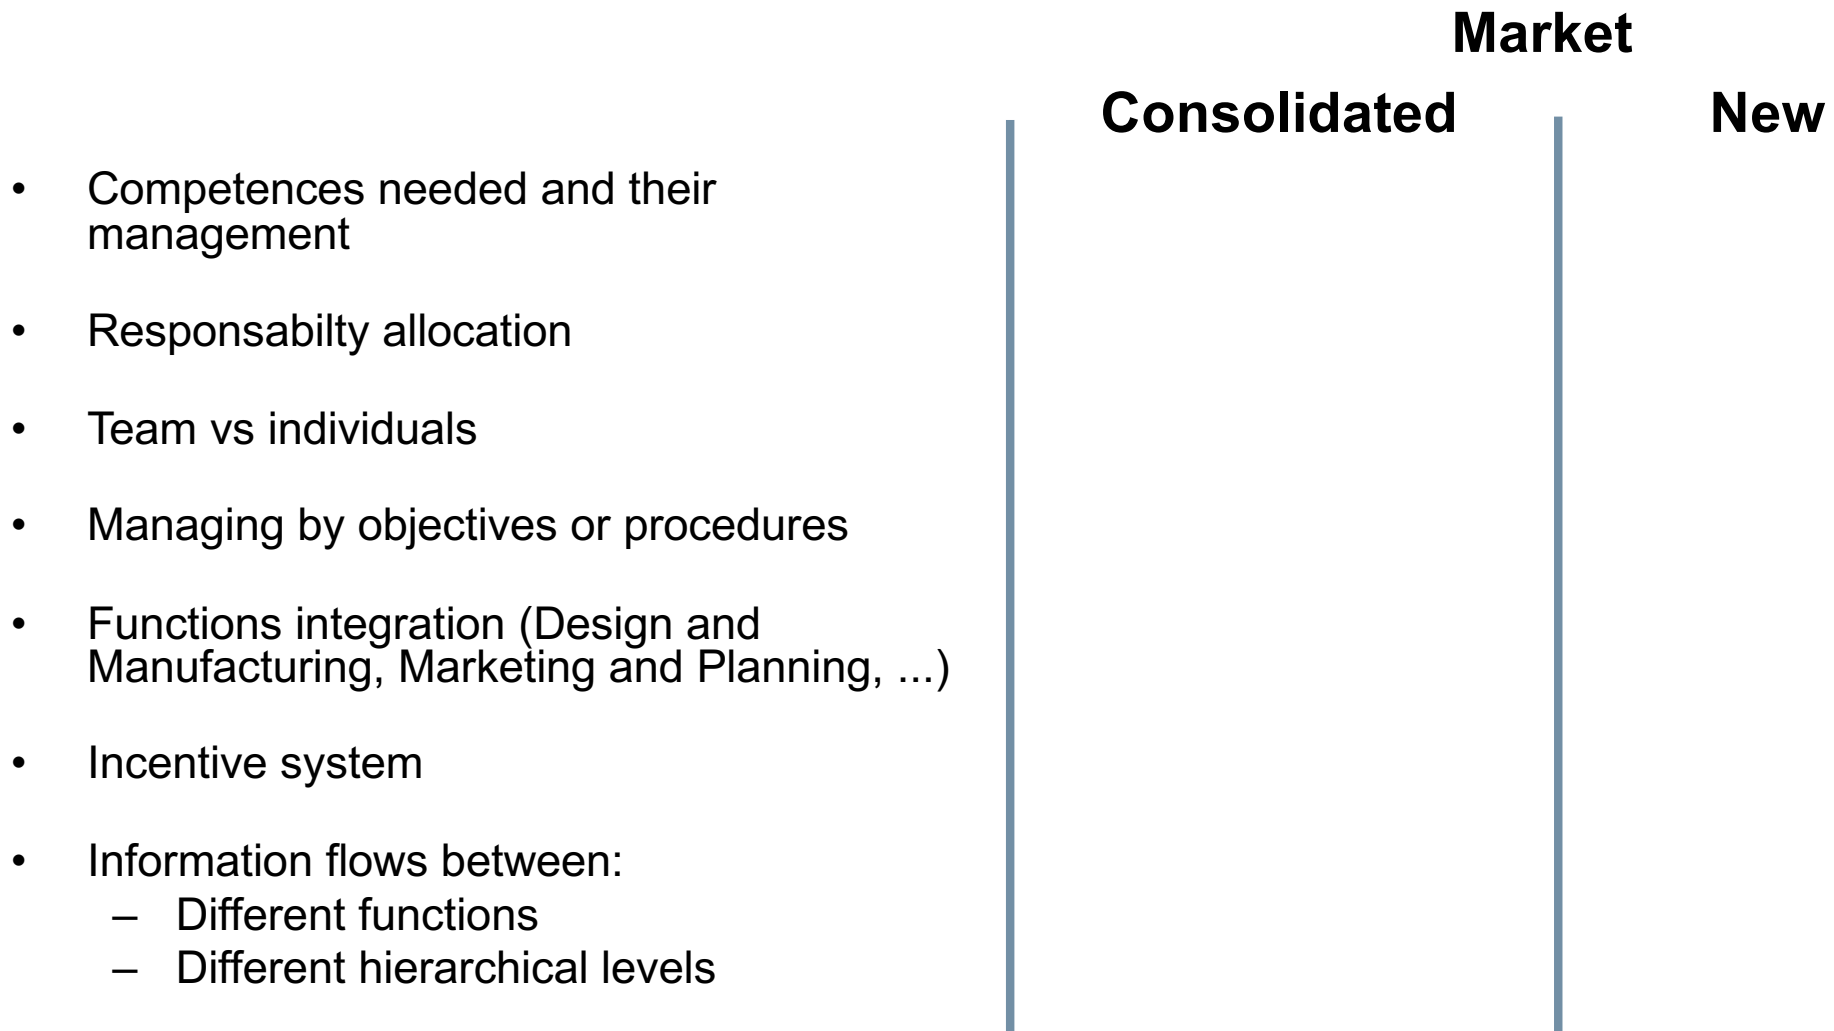 Market
Consolidated New
• Competences needed and their
management
• Responsabilty allocation
• Team vs individuals
• Managing by objectives or procedures
• Functions integration (Design and
Manufacturing, Marketing and Planning, ...)
• Incentive system
• Information flows between:
– Different functions
– Different hierarchical levels